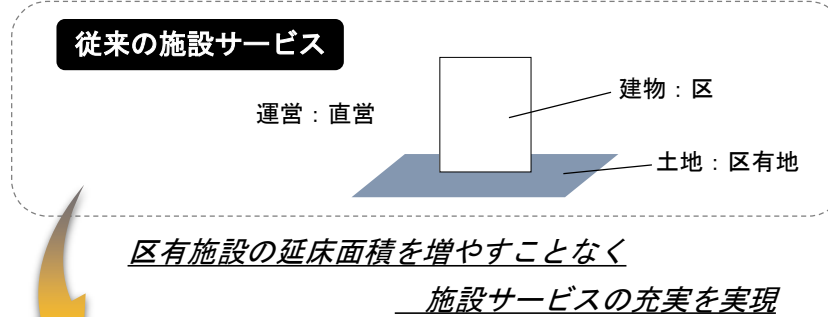 従来の施設サービス
運営：直営
建物：区
土地：区有地
区有施設の延床面積を増やすことなく
施設サービスの充実を実現